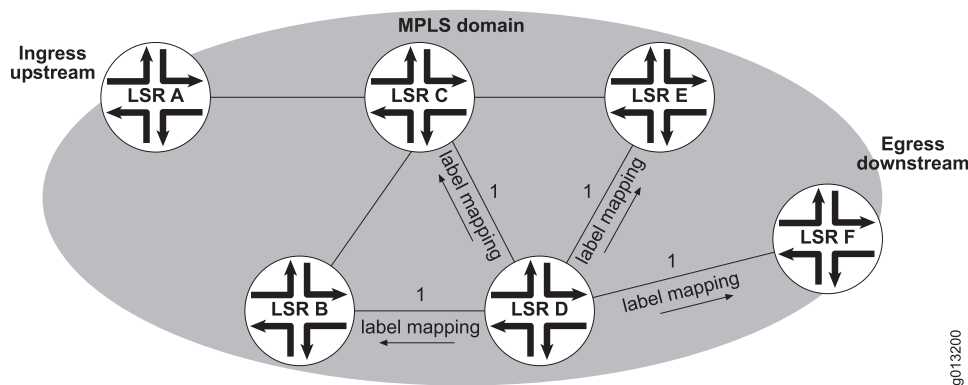 MPLS domain
Ingress
upstream
LSR A
LSR C
LSR E
Egress
downstream
label mapping
1
1
label mapping
LSR F
1
label mapping
LSR B
1
label mapping
LSR D
g013200